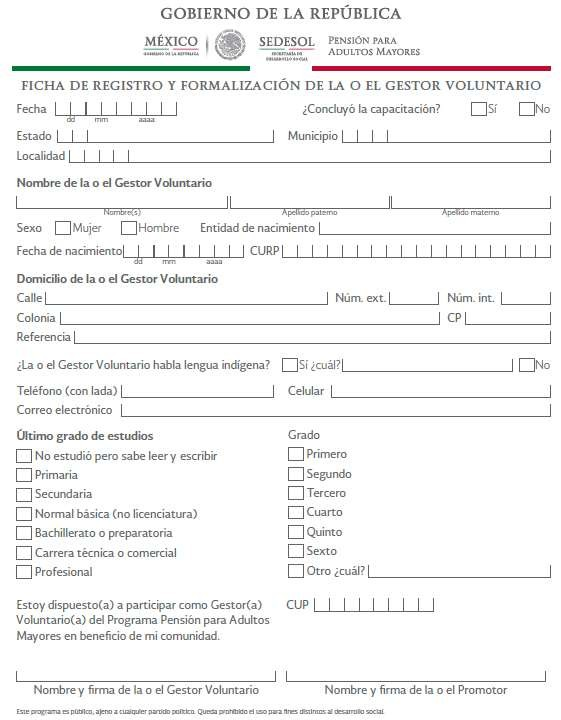 GOBIERNO DE LA REPÚBLICA
MÉXICO
GOBIERNO DE LA REPÚBLICA
SEDESOL
SECRETARÍA DE
DESARROLLO SOCIAL
PENSIÓN PARA
ADULTOS MAYORES
FICHA DE REGISTRO Y FORMALIZACIÓN DE LA O EL GESTOR VOLUNTARIO
Fecha ¿Concluyó la capacitación? Sí No
dd mm aaaa
Estado Municipio
Localidad
Nombre de la o el Gestor Voluntario
Nombre(s) Apellido paterno Apellido materno
Sexo Mujer Hombre Entidad de nacimiento
Fecha de nacimiento CURP
dd mm aaaa
Domicilio de la o el Gestor Voluntario
Calle Núm. ext. Núm. int.
Colonia CP
Referencia
¿La o el Gestor Voluntario habla lengua indígena? Sí ¿cuál? No
Teléfono (con lada) Celular
Correo electrónico
Último grado de estudios
No estudió pero sabe leer y escribir
Primaria
Secundaria
Normal básica (no licenciatura)
Bachillerato o preparatoria
Carrera técnica o comercial
Profesional
Grado
Primero
Segundo
Tercero
Cuarto
Quinto
Sexto
Otro ¿cuál?
Estoy dispuesto(a) a participar como Gestor(a)
Voluntario(a) del Programa Pensión para Adultos
Mayores en beneficio de mi comunidad.
CUP
Nombre y firma de la o el Gestor Voluntario
Nombre y firma de la o el Promotor
Este programa es público, ajeno a cualquier partido político. Queda prohibido el uso para fines distintos al desarrollo social.